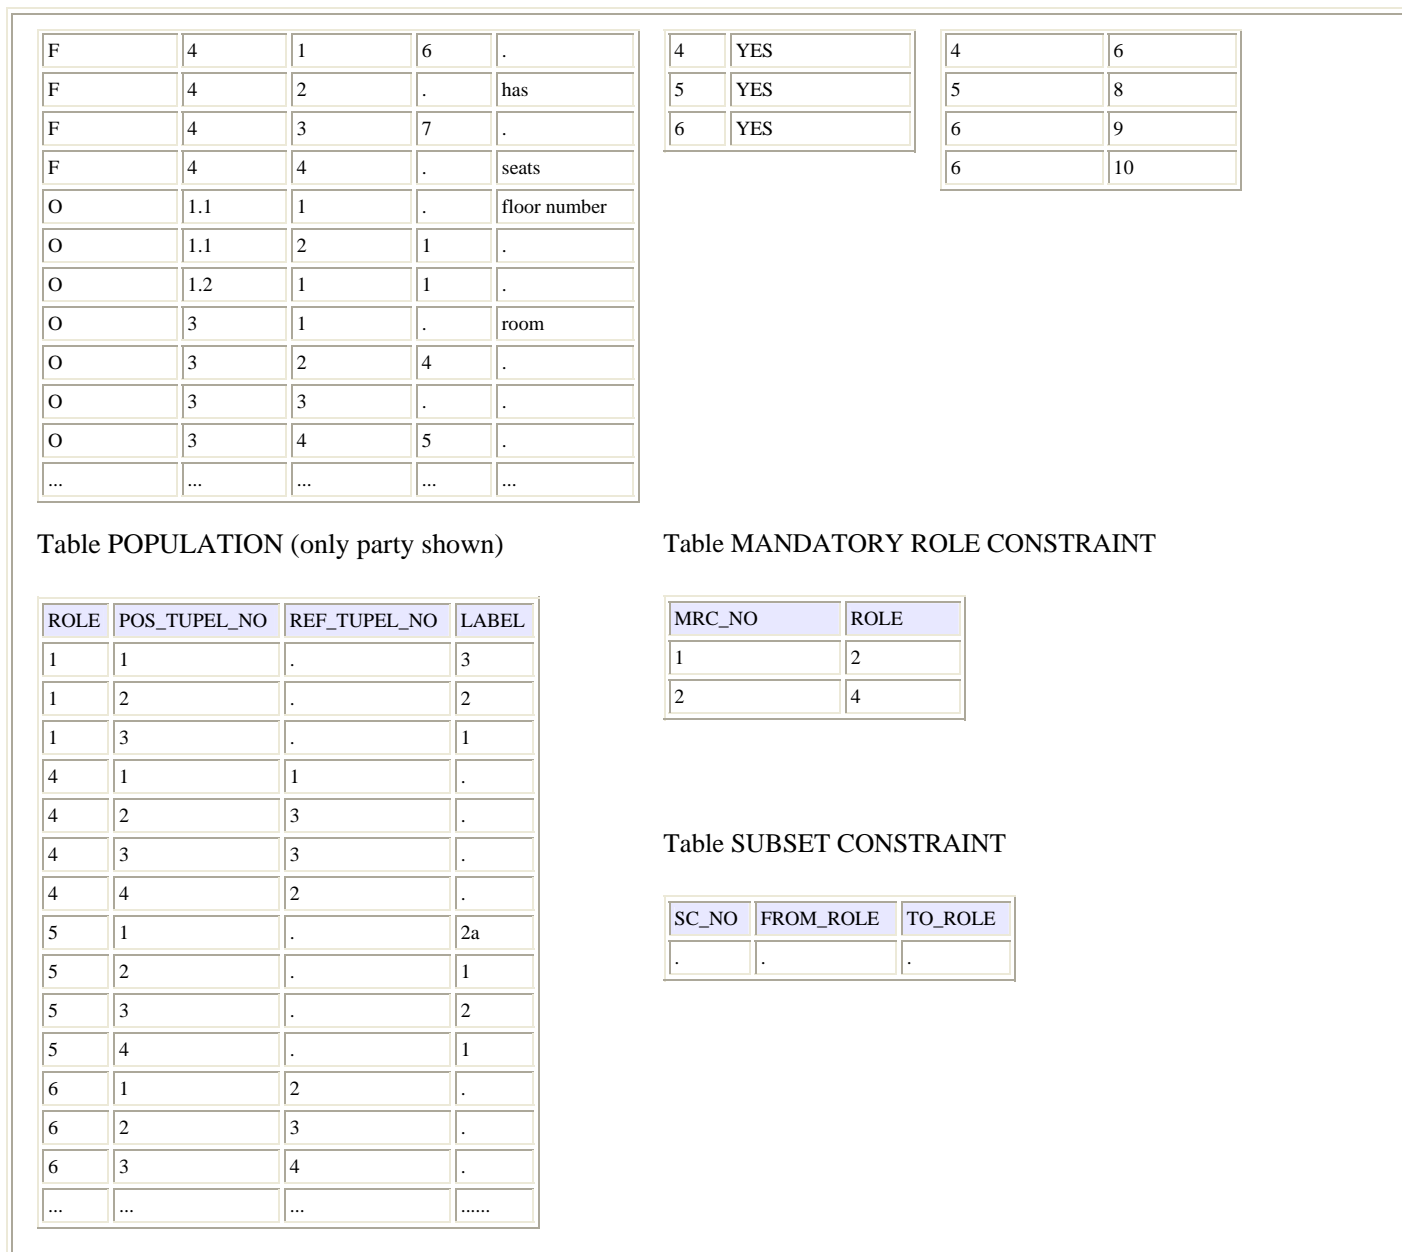 F 4 1 6 .
F 4 2 . has
F 4 3 7 .
F 4 4 . seats
O 1.1 1 . floor number
O 1.1 2 1 .
O 1.2 1 1 .
O 3 1 . room
O 3 2 4 .
O 3 3 . .
O 3 4 5 .
... ... ... ... ...
4 YES
5 YES
6 YES
4 6
5 8
6 9
6 10
Table POPULATION (only party shown)
ROLE POS_TUPEL_NO REF_TUPEL_NO LABEL
1 1 . 3
1 2 . 2
1 3 . 1
4 1 1 .
4 2 3 .
4 3 3 .
4 4 2 .
5 1 . 2a
5 2 . 1
5 3 . 2
5 4 . 1
6 1 2 .
6 2 3 .
6 3 4 .
... ... ... ......
Table MANDATORY ROLE CONSTRAINT
MRC_NO ROLE
1 2
2 4
Table SUBSET CONSTRAINT
SC_NO FROM_ROLE TO_ROLE
. . .